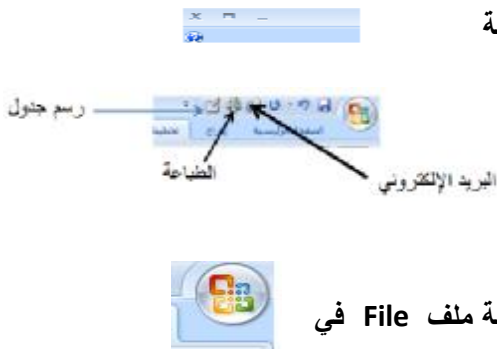 ة
رسم جدول
الطباعة
البريد الإلكتروني
ة ملف File في